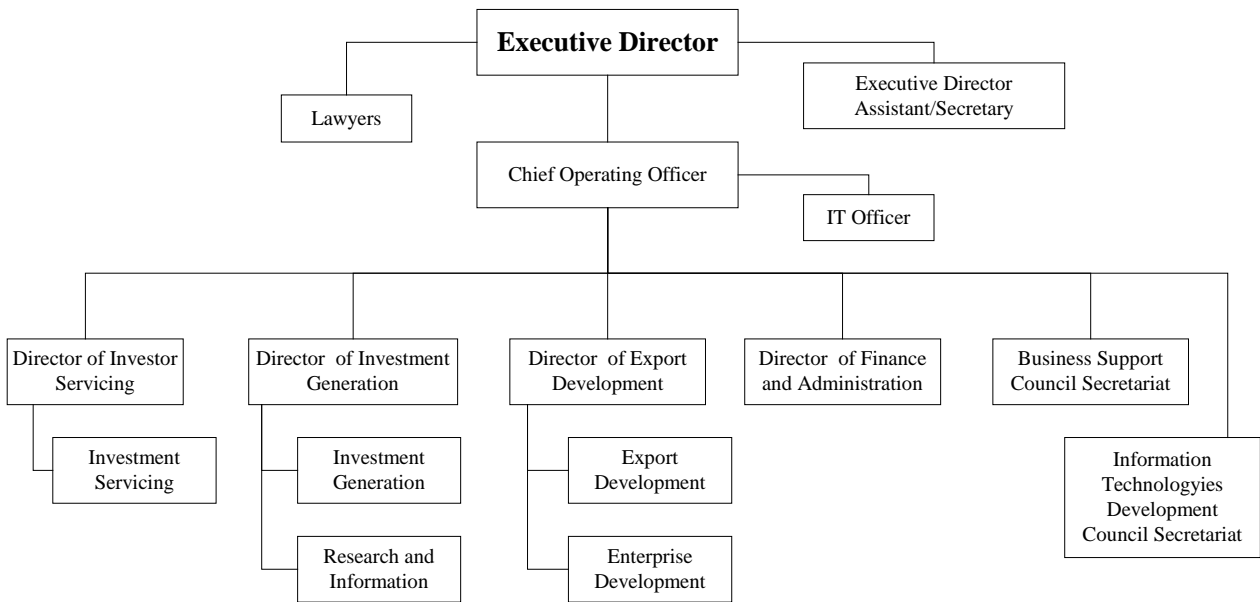 Executive Director
Lawyers
Executive Director
Assistant/Secretary
Chief Operating Officer
IT Officer
Director of Investor
Servicing
Director of Investment
Generation
Director of Export
Development
Director of Finance
and Administration
Business Support
Council Secretariat
Investment
Servicing
Investment
Generation
Export
Development
Information
Technologyies
Development
Council Secretariat
Research and
Information
Enterprise
Development